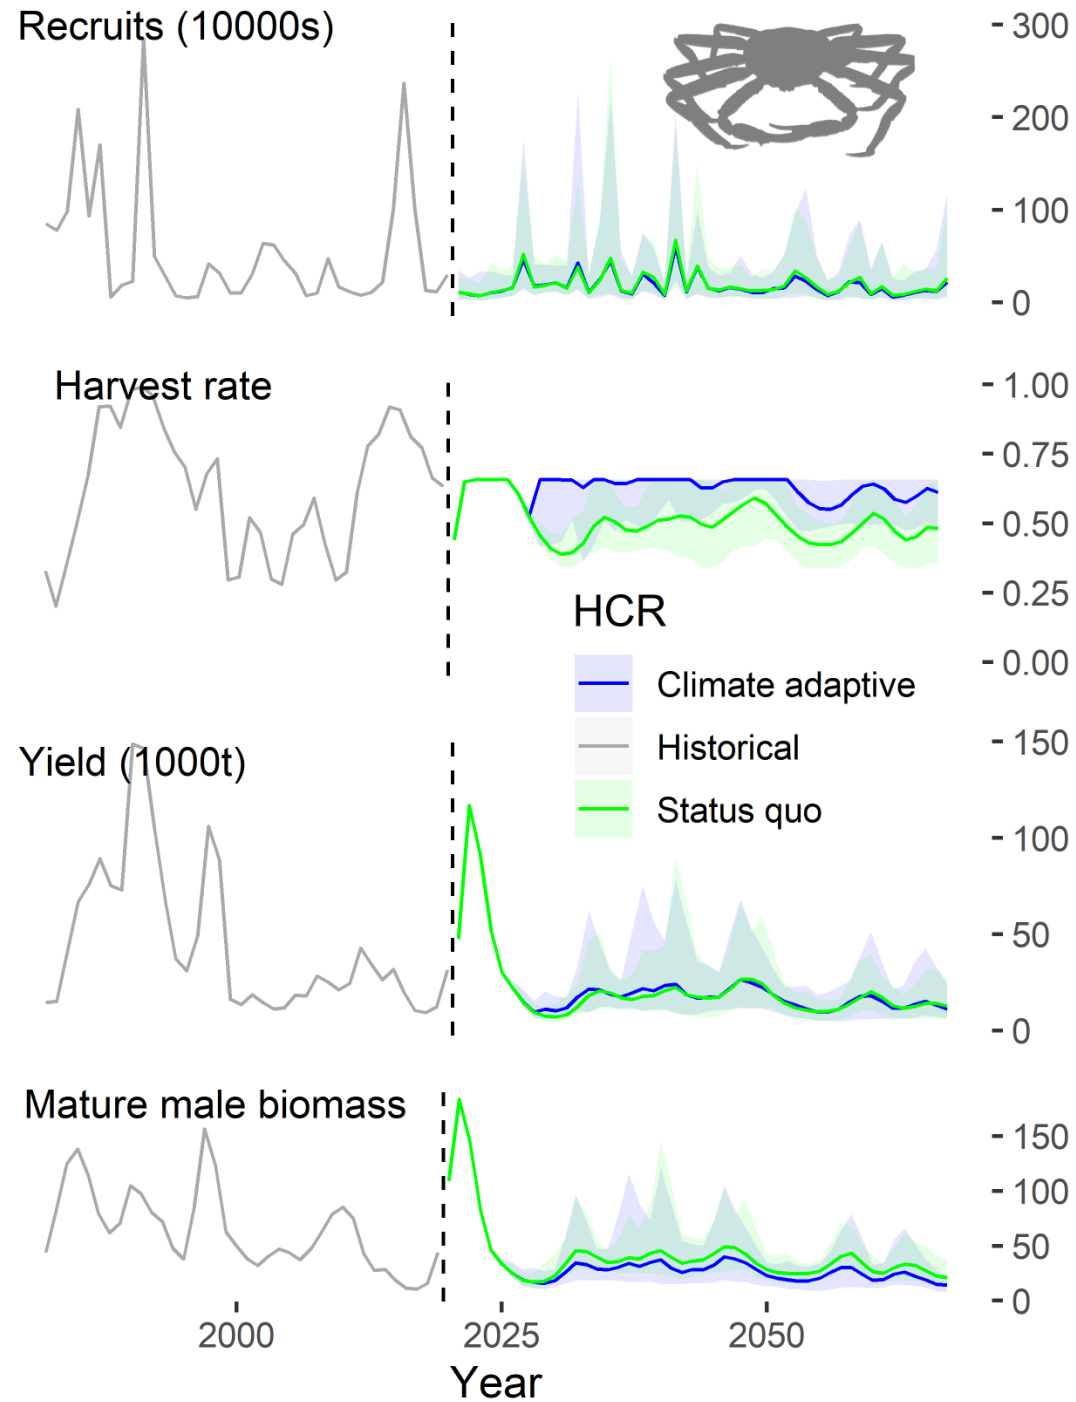 Recruits (10000s)
300
200
100
0
Harvest rate
1.00
0.75
0.50
0.25
0.00
HCR
Climate adaptive
Historical
Status quo
Yield (1000t)
150
100
50
0
Mature male biomass
150
100
50
0
2000 2025 2050
Year